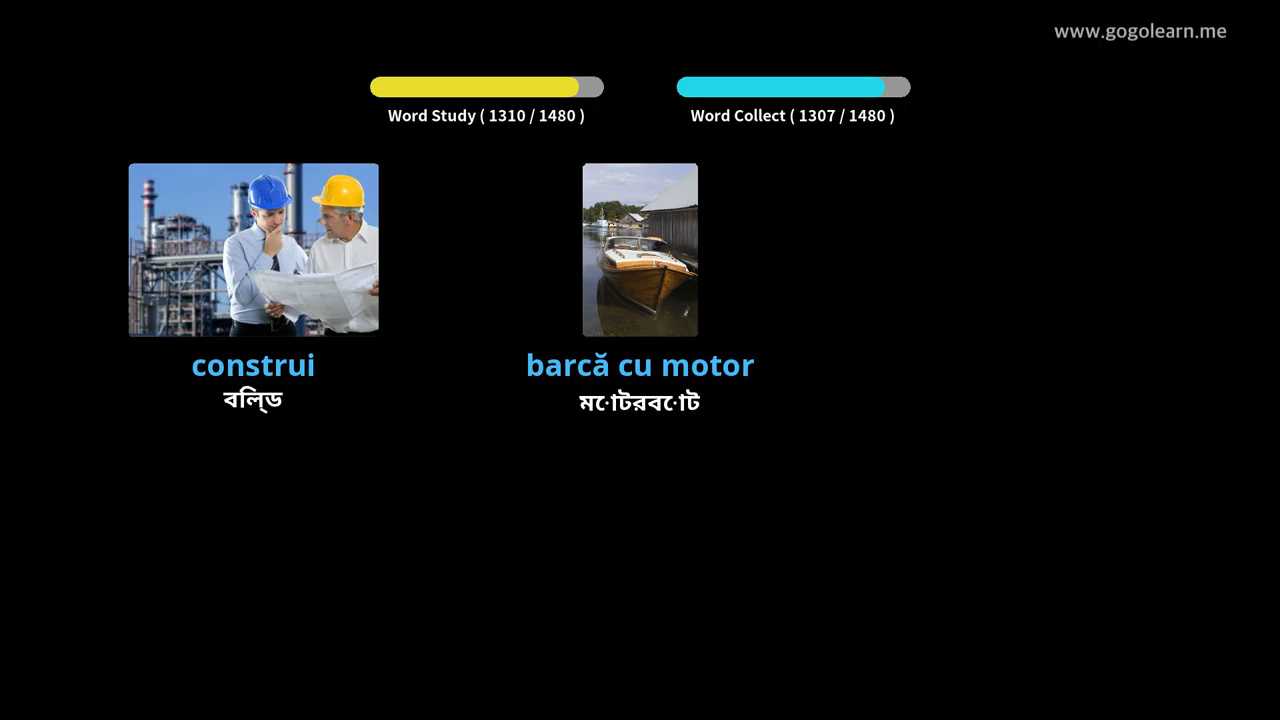 www.gogolearn.me
Word Study ( 1310 / 1480 )
Word Collect ( 1307 / 1480 )
construi
বিল্ড
barcă cu motor
মোটরবোট